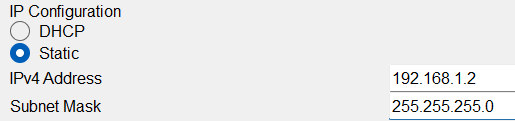 IP Configuration
DHCP
Static
IPv4 Address 192.168.1.2
Subnet Mask 255.255.255.0